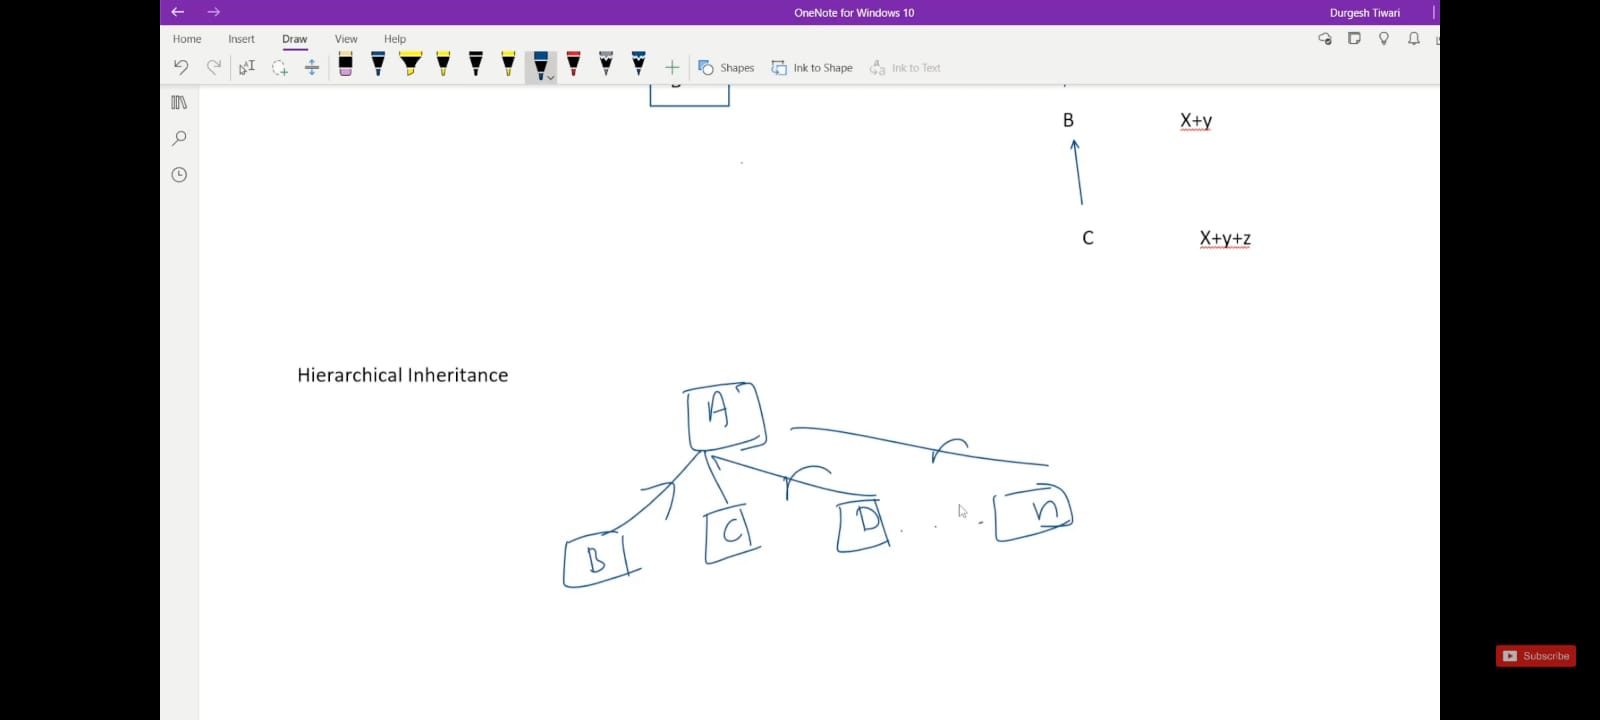 OneNote for Windows 10
Durgesh Tiwari
Home Insert Draw View Help
Shapes Ink to Shape Ink to Text
B X+y
C X+y+z
Hierarchical Inheritance
A
B C D . . . n
Subscribe